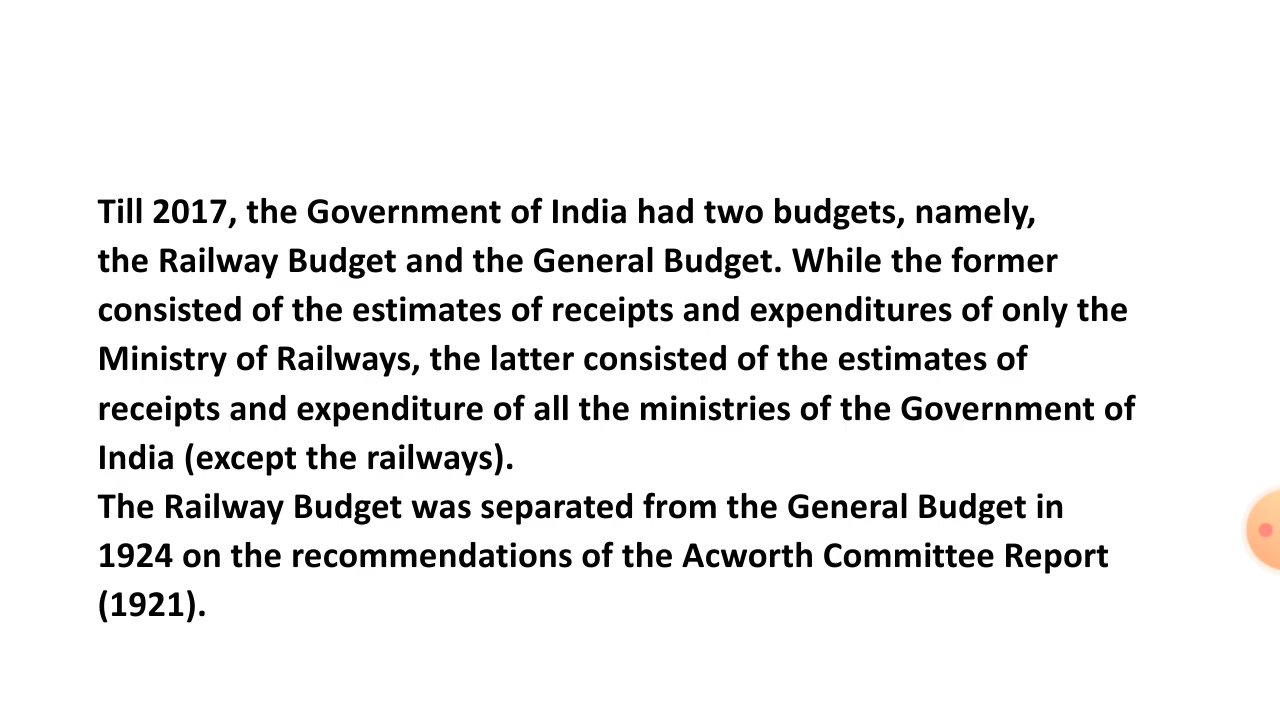 Till 2017, the Government of India had two budgets, namely,
the Railway Budget and the General Budget. While the former
consisted of the estimates of receipts and expenditures of only the
Ministry of Railways, the latter consisted of the estimates of
receipts and expenditure of all the ministries of the Government of
India (except the railways).
The Railway Budget was separated from the General Budget in
1924 on the recommendations of the Acworth Committee Report
(1921).